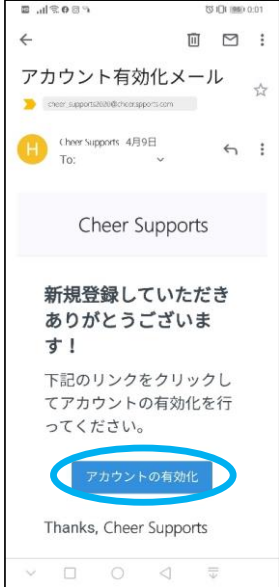 0:01
アカウント有効化メール
Cheer Supports 4月9日
H
To:
Cheer Supports
新規登録していただき
ありがとうございま
す！
下記のリンクをクリックし
てアカウントの有効化を行
ってください。
アカウントの有効化
Thanks, Cheer Supports